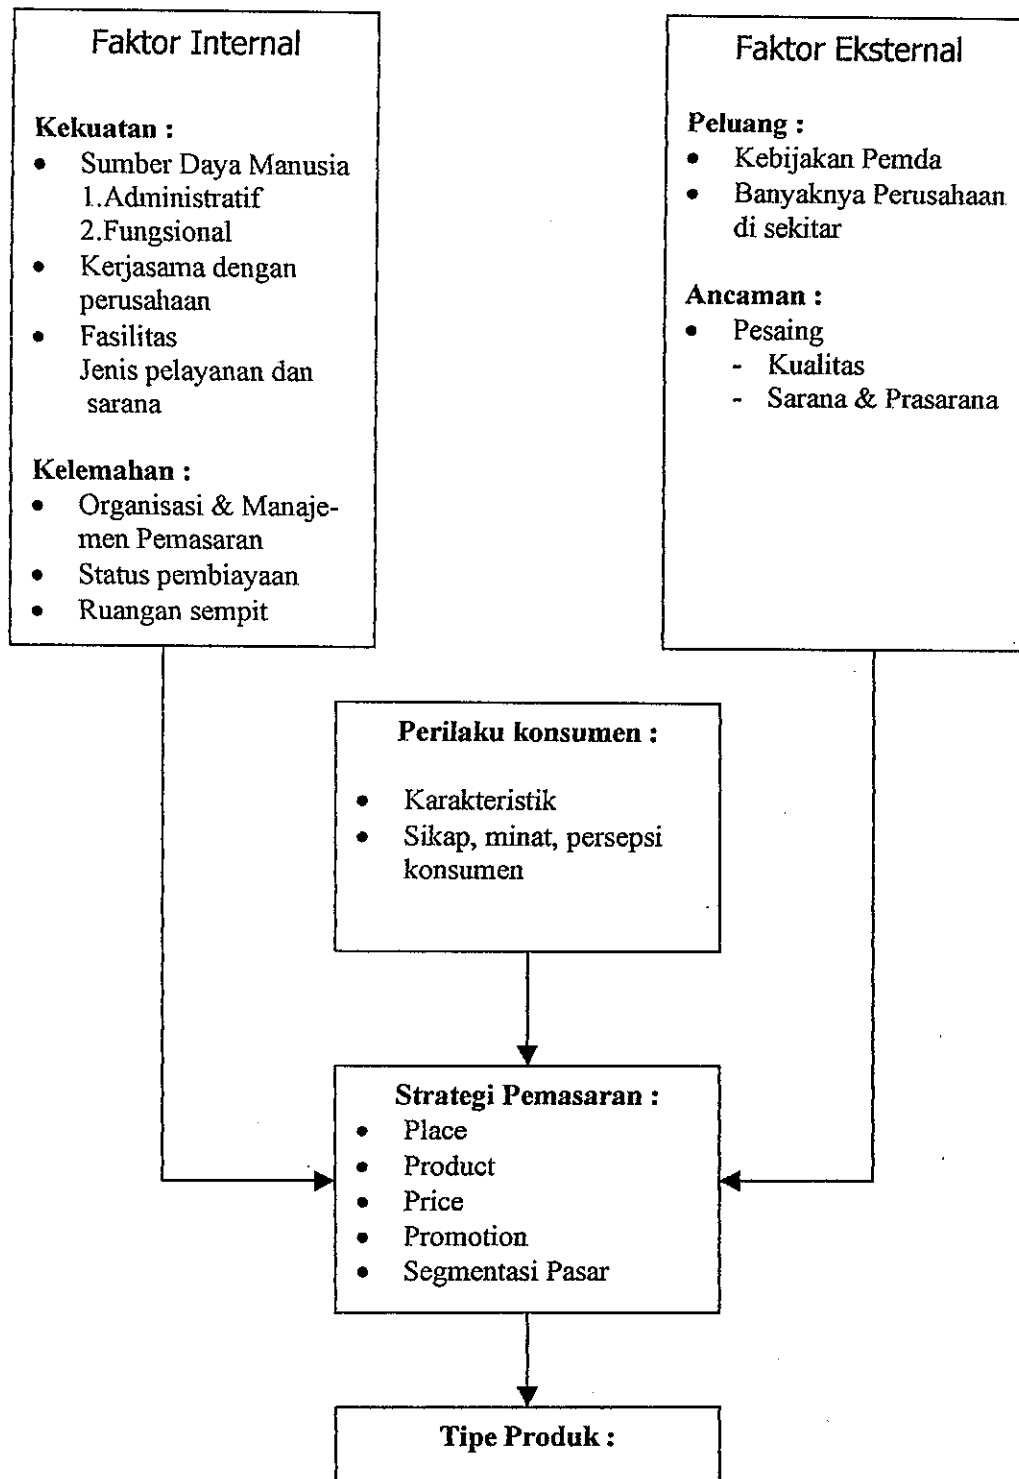 Faktor Internal
Kekuatan :
• Sumber Daya Manusia
1.Administratif
2.Fungsional
• Kerjasama dengan
perusahaan
• Fasilitas
Jenis pelayanan dan
sarana
Kelemahan :
• Organisasi & Manaje-
men Pemasaran
• Status pembiayaan
• Ruangan sempit
Faktor Eksternal
Peluang :
• Kebijakan Pemda
• Banyaknya Perusahaan
di sekitar
Ancaman :
• Pesaing
- Kualitas
- Sarana & Prasarana
Perilaku konsumen :
• Karakteristik
• Sikap, minat, persepsi
konsumen
Strategi Pemasaran :
• Place
• Product
• Price
• Promotion
• Segmentasi Pasar
Tipe Produk :